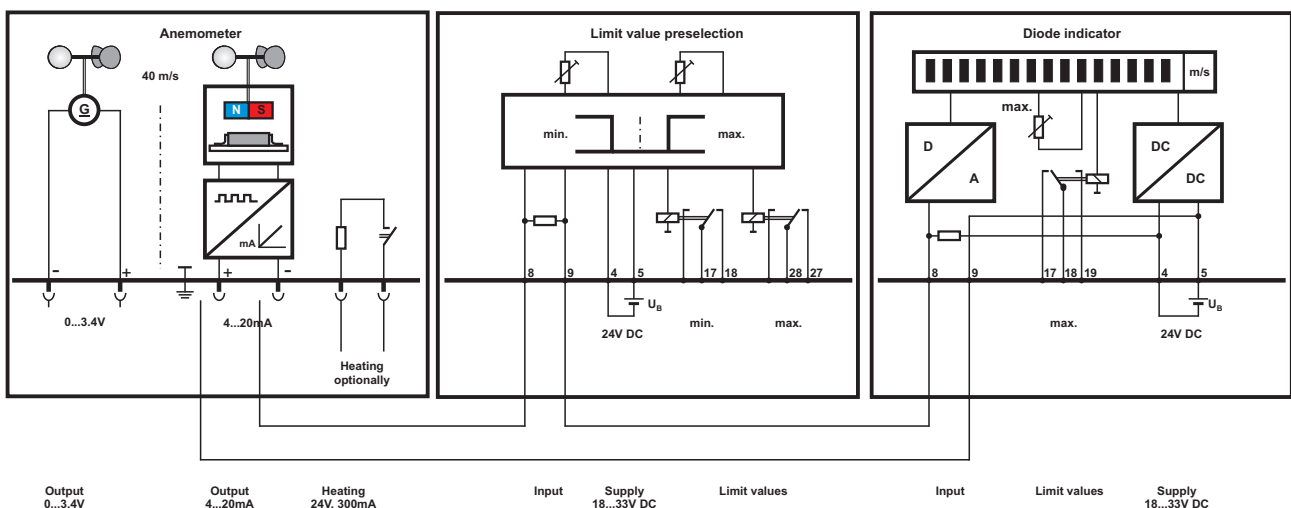 Anemometer
40 m/s
G
N S
mA
- +
+ -
0...3.4V
4...20mA
Heating
optionally
Limit value preselection
min. max.
8 9 4 5 17 18 28 27
UB
24V DC
min. max.
Diode indicator
m/s
max.
D
A
DC
DC
8 9 17 18 19 4 5
UB
max.
24V DC
Output
0...3.4V
Output
4...20mA
Heating
24V. 300mA
Input
Supply
18...33V DC
Limit values
Input
Limit values
Supply
18...33V DC